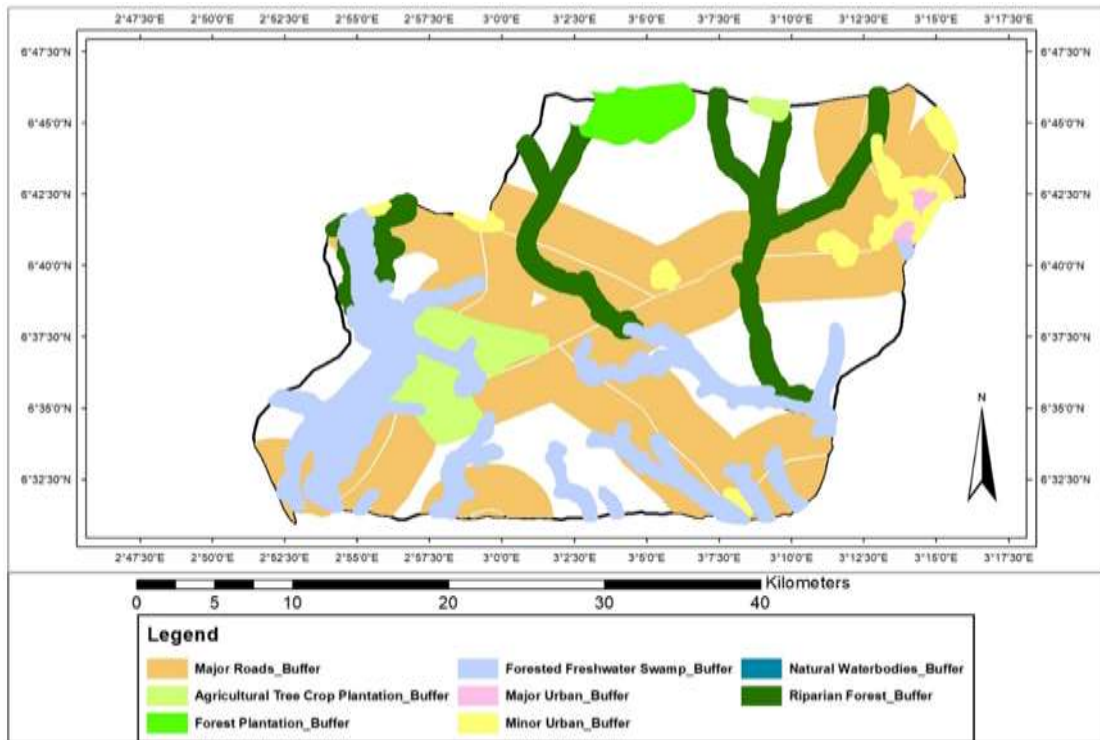 2°47'30"E 2°50'0"E 2°52'30"E 2°55'0"E 2°57'30"E 3°0'0"E 3°2'30"E 3°5'0"E 3°7'30"E 3°10'0"E 3°12'30"E 3°15'0"E 3°17'30"E
6°47'30"N 6°47'30"N
6°45'0"N 6°45'0"N
6°42'30"N 6°42'30"N
6°40'0"N 6°40'0"N
6°37'30"N 6°37'30"N
6°35'0"N 6°35'0"N
N
6°32'30"N 6°32'30"N
2°47'30"E 2°50'0"E 2°52'30"E 2°55'0"E 2°57'30"E 3°0'0"E 3°2'30"E 3°5'0"E 3°7'30"E 3°10'0"E 3°12'30"E 3°15'0"E 3°17'30"E
Kilometers
0 5 10 20 30 40
Legend
Major Roads_Buffer Forested Freshwater Swamp_Buffer Natural Waterbodies_Buffer
Agricultural Tree Crop Plantation_Buffer Major Urban_Buffer Riparian Forest_Buffer
Forest Plantation_Buffer Minor Urban_Buffer